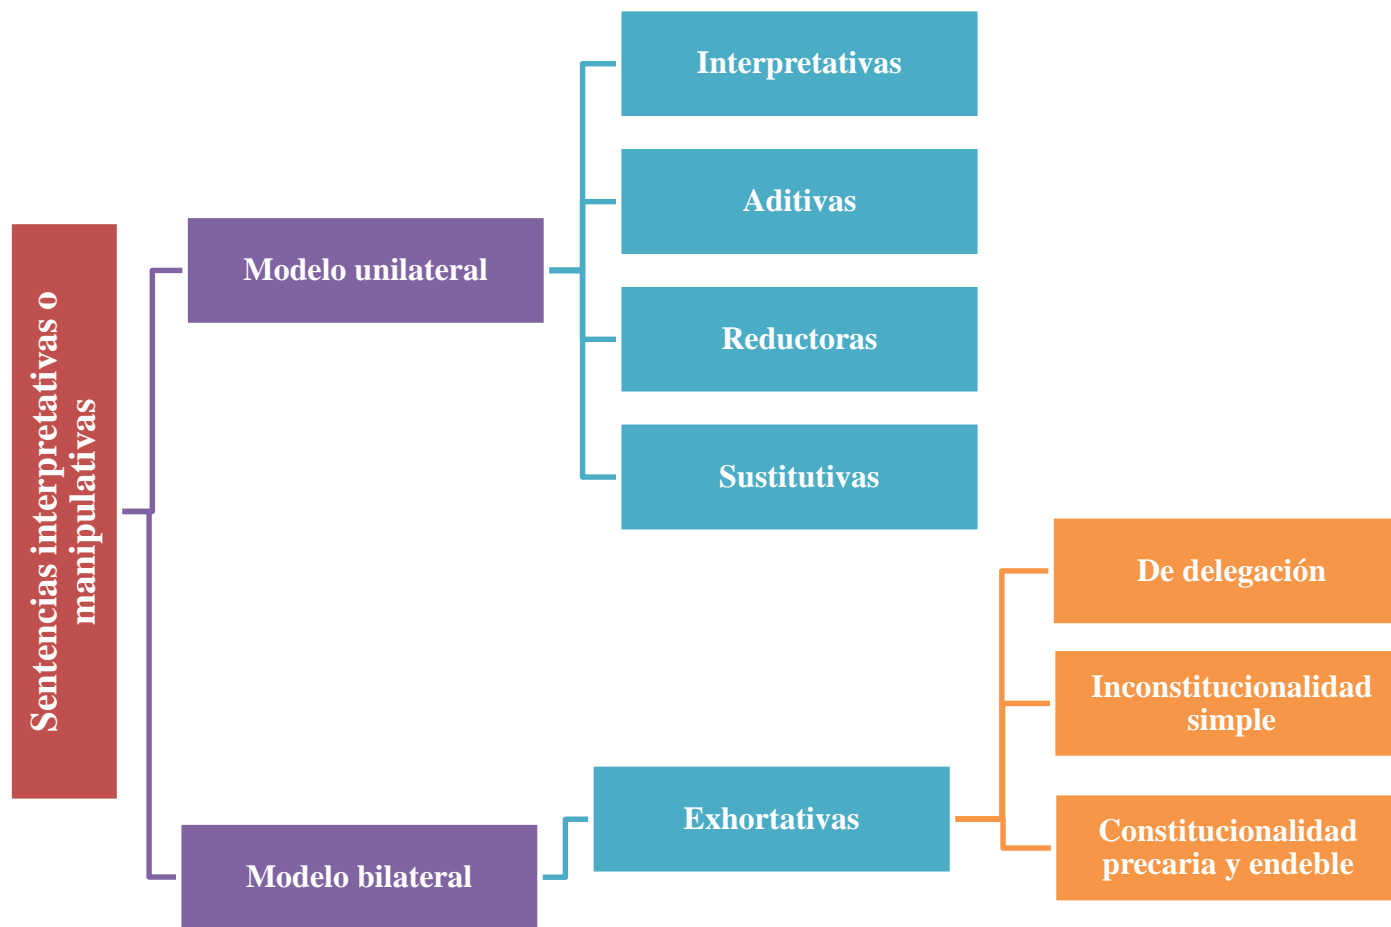 Sentencias interpretativas o
manipulativas
Modelo unilateral
Interpretativas
Aditivas
Reductoras
Sustitutivas
Modelo bilateral
Exhortativas
De delegación
Inconstitucionalidad
simple
Constitucionalidad
precaria y endeble